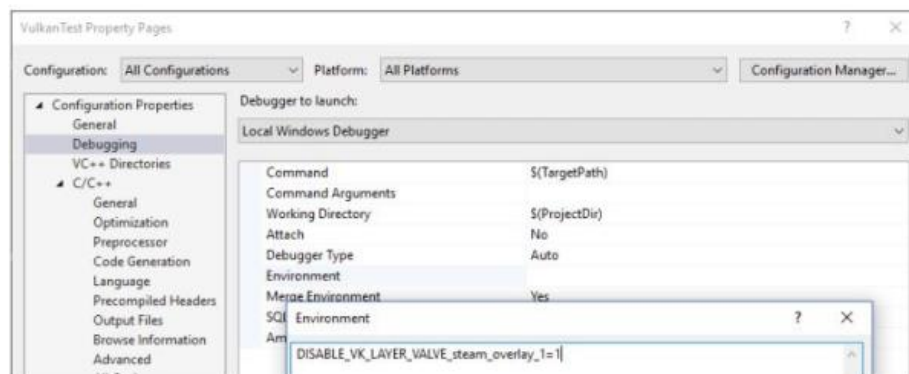 VulkanTest Property Pages
Configuration: All Configurations Platform: All Platforms Configuration Manager...
Configuration Properties
General
Debugging
VC++ Directories
C/C++
General
Optimization
Preprocessor
Code Generation
Language
Precompiled Headers
Output Files
Browse Information
Advanced
Debugger to launch:
Local Windows Debugger
Command $(TargetPath)
Command Arguments
Working Directory $(ProjectDir)
Attach No
Debugger Type Auto
Environment
Merge Environment Yes
SQL
Am
Environment ?
DISABLE_VK_LAYER_VALVE_steam_overlay_1=1